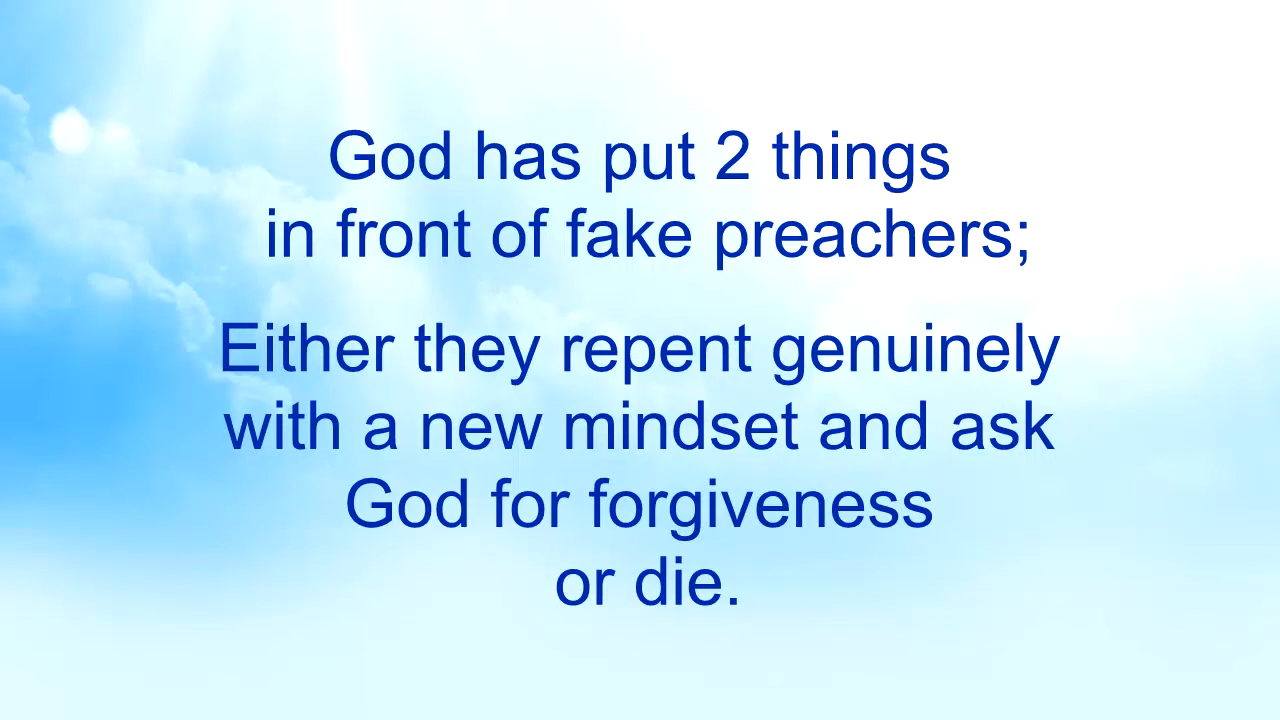 God has put 2 things
in front of fake preachers;
Either they repent genuinely
with a new mindset and ask
God for forgiveness
or die.